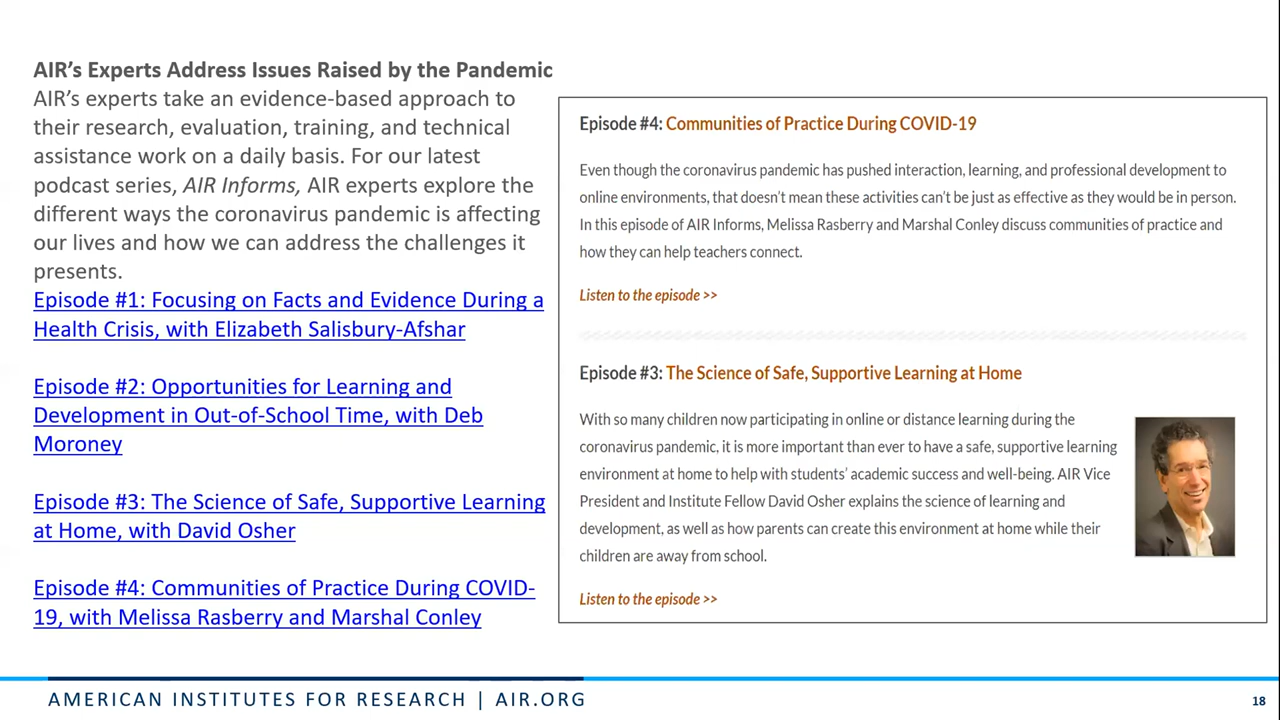 AIR’s Experts Address Issues Raised by the Pandemic
AIR’s experts take an evidence-based approach to
their research, evaluation, training, and technical
assistance work on a daily basis. For our latest
podcast series, AIR Informs, AIR experts explore the
different ways the coronavirus pandemic is affecting
our lives and how we can address the challenges it
presents.
Episode #1: Focusing on Facts and Evidence During a
Health Crisis, with Elizabeth Salisbury-Afshar
Episode #2: Opportunities for Learning and
Development in Out-of-School Time, with Deb
Moroney
Episode #3: The Science of Safe, Supportive Learning
at Home, with David Osher
Episode #4: Communities of Practice During COVID-
19, with Melissa Rasberry and Marshal Conley
Episode #4: Communities of Practice During COVID-19
Even though the coronavirus pandemic has pushed interaction, learning, and professional development to
online environments, that doesn’t mean these activities can’t be just as effective as they would be in person.
In this episode of AIR Informs, Melissa Rasberry and Marshal Conley discuss communities of practice and
how they can help teachers connect.
Listen to the episode >>
Episode #3: The Science of Safe, Supportive Learning at Home
With so many children now participating in online or distance learning during the
coronavirus pandemic, it is more important than ever to have a safe, supportive learning
environment at home to help with students’ academic success and well-being. AIR Vice
President and Institute Fellow David Osher explains the science of learning and
development, as well as how parents can create this environment at home while their
children are away from school.
Listen to the episode >>
AMERICAN INSTITUTES FOR RESEARCH | AIR.ORG
18